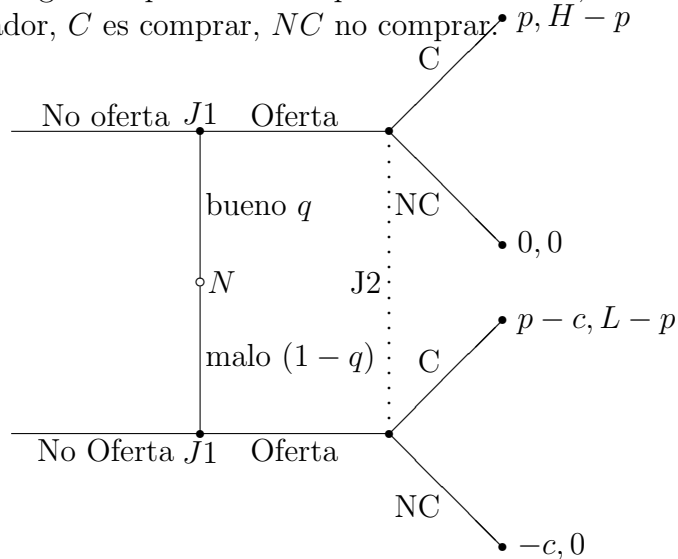 ador, C es comprar, NC no comprar.
p, H − p
C
No oferta J1 Oferta
bueno q
NC
0, 0
N
J2
p − c, L − p
malo (1 − q)
C
No Oferta J1 Oferta
NC
−c, 0